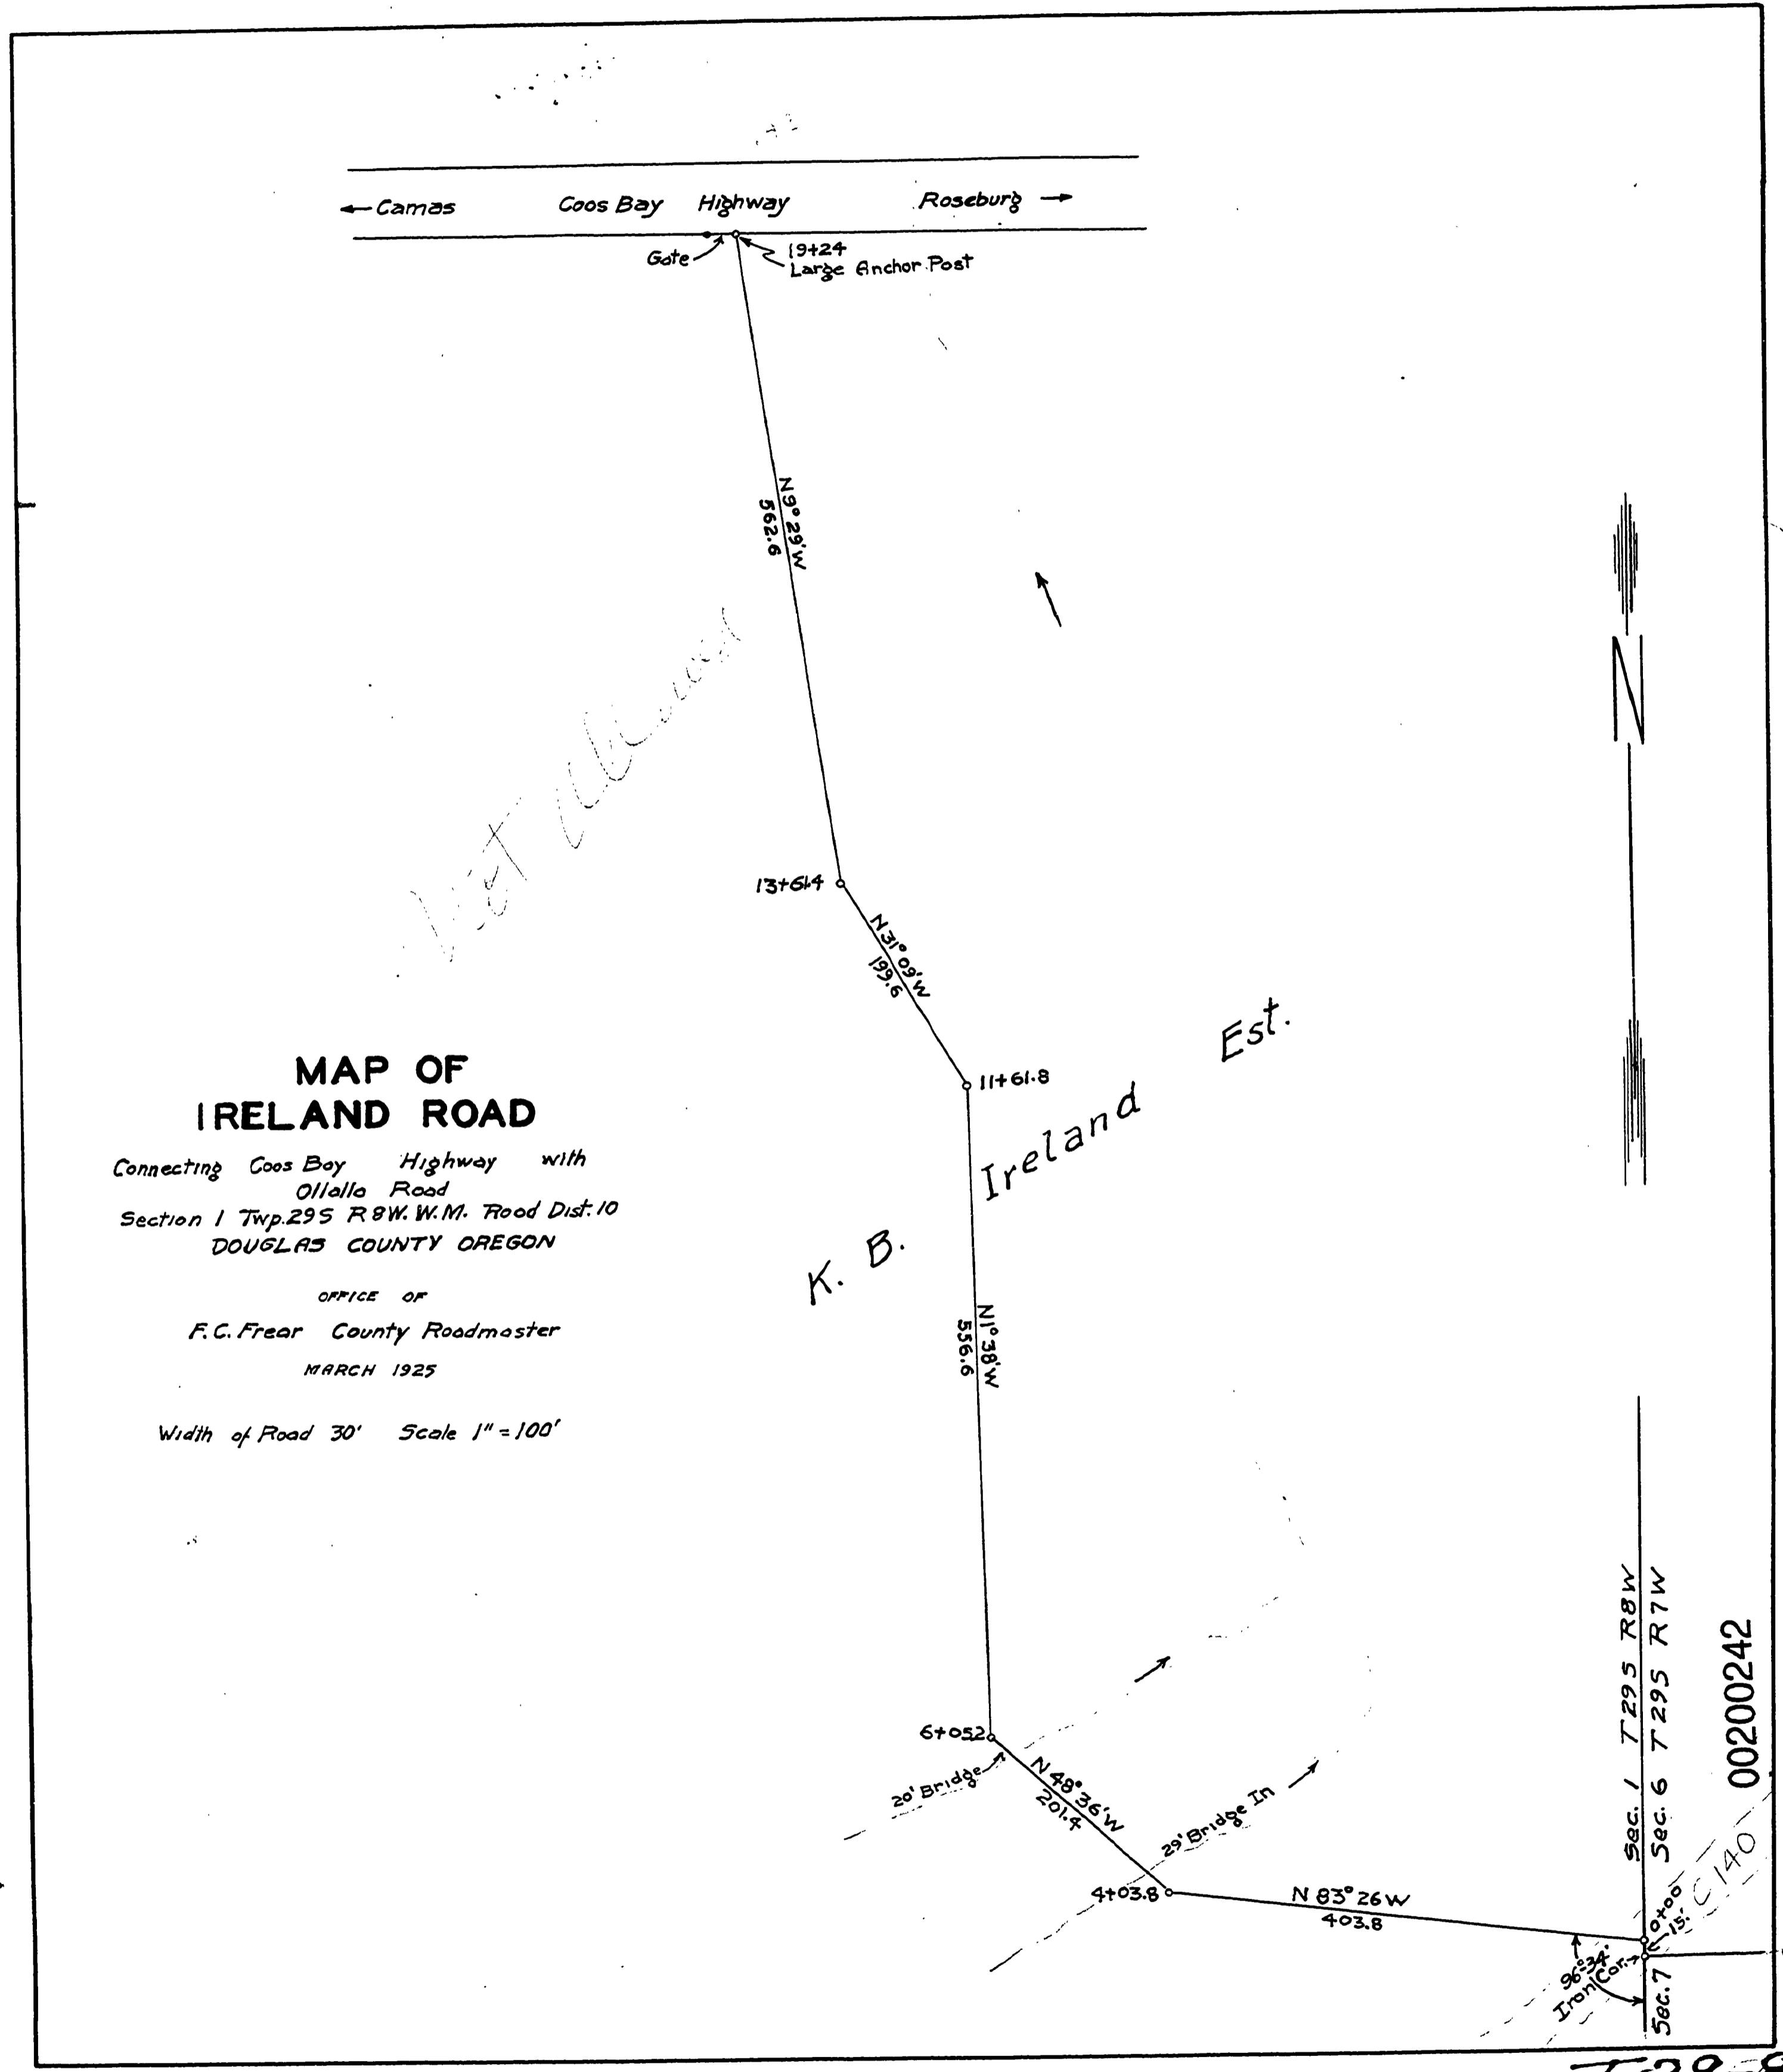 ← Camas Coos Bay Highway Roseburg →
Gate
19+24
Large Anchor Post
N9°29'W
562.6
N
13+61.4
N31°09'W
199.6
11+61.8
K. B. Ireland Est.
MAP OF
IRELAND ROAD
Connecting Coos Bay Highway with
Olalla Road
Section 1 Twp.29S R8W. W.M. Road Dist.10
DOUGLAS COUNTY OREGON
OFFICE OF
F.C. Frear County Roadmaster
MARCH 1925
Width of Road 30' Scale 1"=100'
N1°38'W
556.6
6+05.2
20' Bridge
N48°36'W
201.4
29' Bridge In
4+03.8
N 83°26 W
403.8
Sec. 1 T29S R8W
Sec. 6 T29S R7W
00200242
C140
0+00
15'
96°34'
Iron Cor.
Sec.7